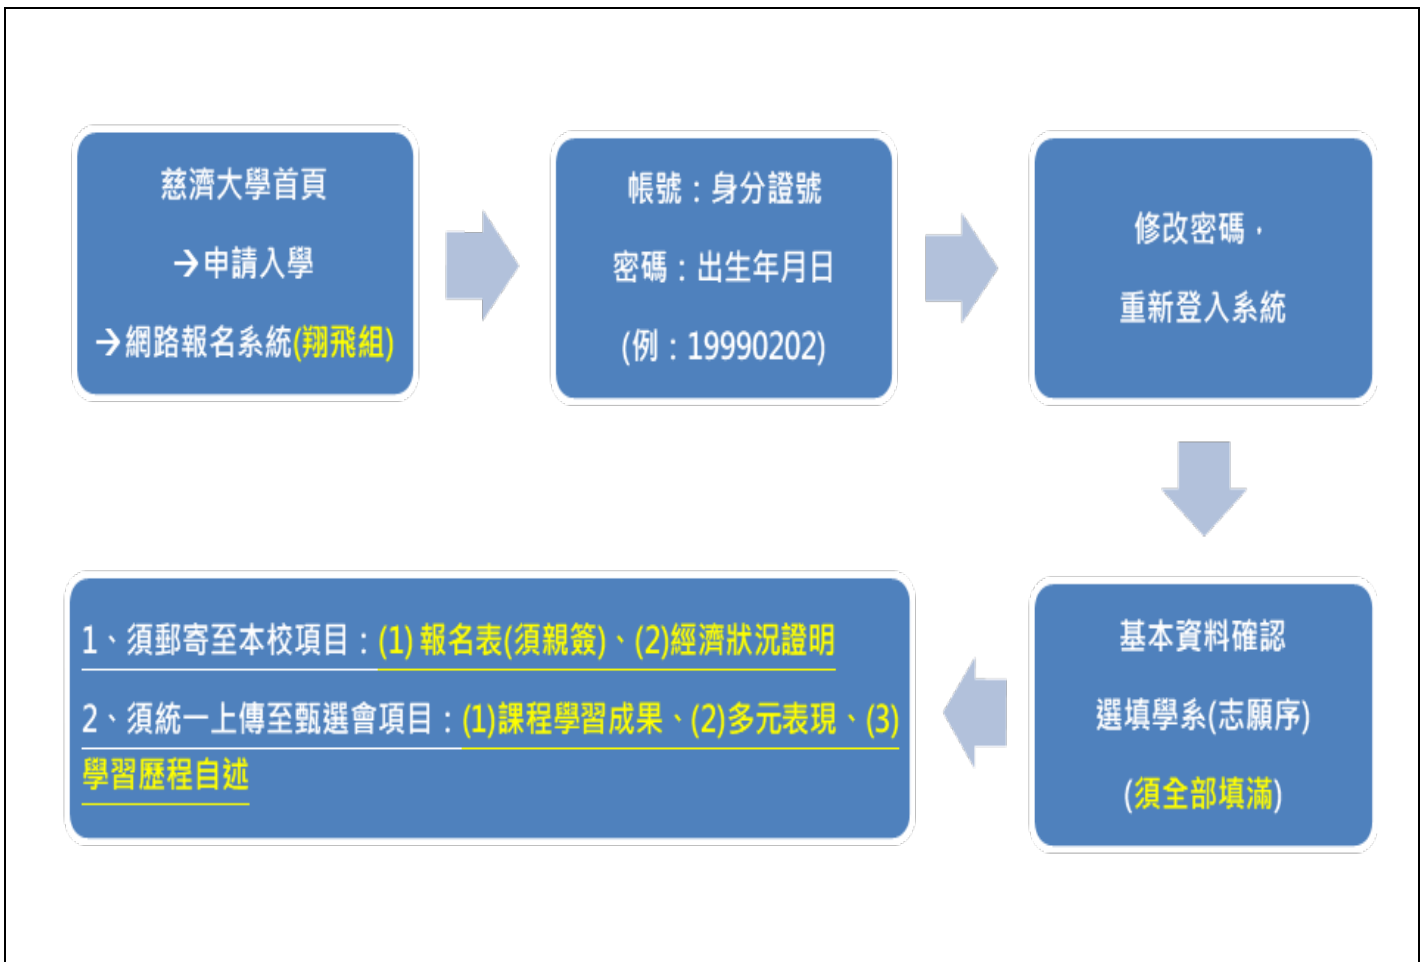 慈濟大學首頁
→申請入學
→網路報名系統(翔飛組)
帳號：身分證號
密碼：出生年月日
(例：19990202)
修改密碼，
重新登入系統
基本資料確認
選填學系(志願序)
(須全部填滿)
1、須郵寄至本校項目：(1) 報名表(須親簽)、(2)經濟狀況證明
2、須統一上傳至甄選會項目：(1)課程學習成果、(2)多元表現、(3)
學習歷程自述